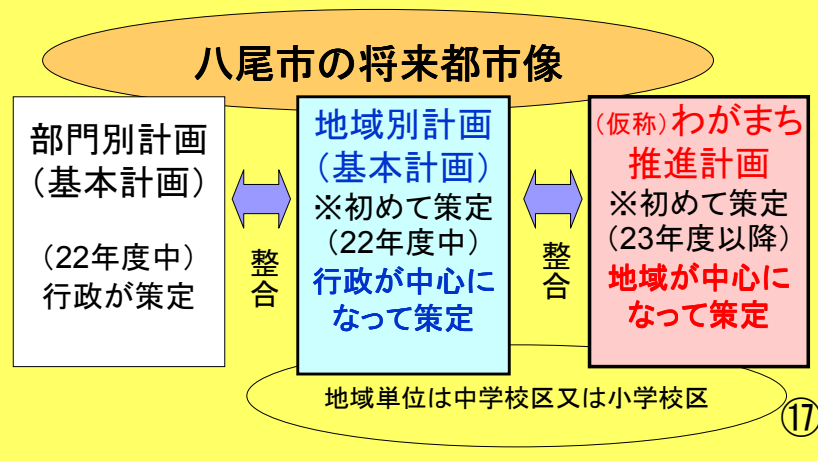 八尾市の将来都市像
部門別計画
（基本計画）
（22年度中）
行政が策定
整合
地域別計画
（基本計画）
※初めて策定
（22年度中）
行政が中心に
なって策定
整合
（仮称）わがまち
推進計画
※初めて策定
（23年度以降）
地域が中心に
なって策定
地域単位は中学校区又は小学校区
⑰